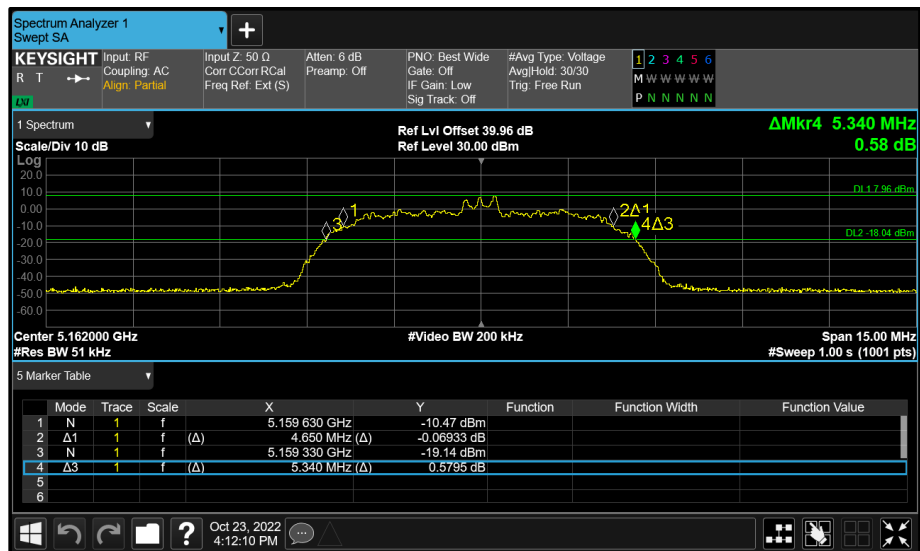 Spectrum Analyzer 1
Swept SA
+
KEYSIGHT Input: RF Input Z: 50 Ω Atten: 6 dB PNO: Best Wide #Avg Type: Voltage 1 2 3 4 5 6
R T Coupling: AC Corr CCorr RCal Preamp: Off Gate: Off Avg|Hold: 30/30 M W W W W W
Align: Partial Freq Ref: Ext (S) IF Gain: Low Trig: Free Run
LXI Sig Track: Off P N N N N N
1 Spectrum Ref Lvl Offset 39.96 dB ΔMkr4 5.340 MHz
Scale/Div 10 dB Ref Level 30.00 dBm 0.58 dB
Log
20.0
10.0 DL1 7.96 dBm
0.00 1 2Δ1
-10.0 3 4Δ3
-20.0 DL2 -18.04 dBm
-30.0
-40.0
-50.0
-60.0
Center 5.162000 GHz #Video BW 200 kHz Span 15.00 MHz
#Res BW 51 kHz #Sweep 1.00 s (1001 pts)
5 Marker Table
Mode Trace Scale X Y Function Function Width Function Value
1 N 1 f 5.159 630 GHz -10.47 dBm
2 Δ1 1 f (Δ) 4.650 MHz (Δ) -0.06933 dB
3 N 1 f 5.159 330 GHz -19.14 dBm
4 Δ3 1 f (Δ) 5.340 MHz (Δ) 0.5795 dB
5
6
? Oct 23, 2022
4:12:10 PM